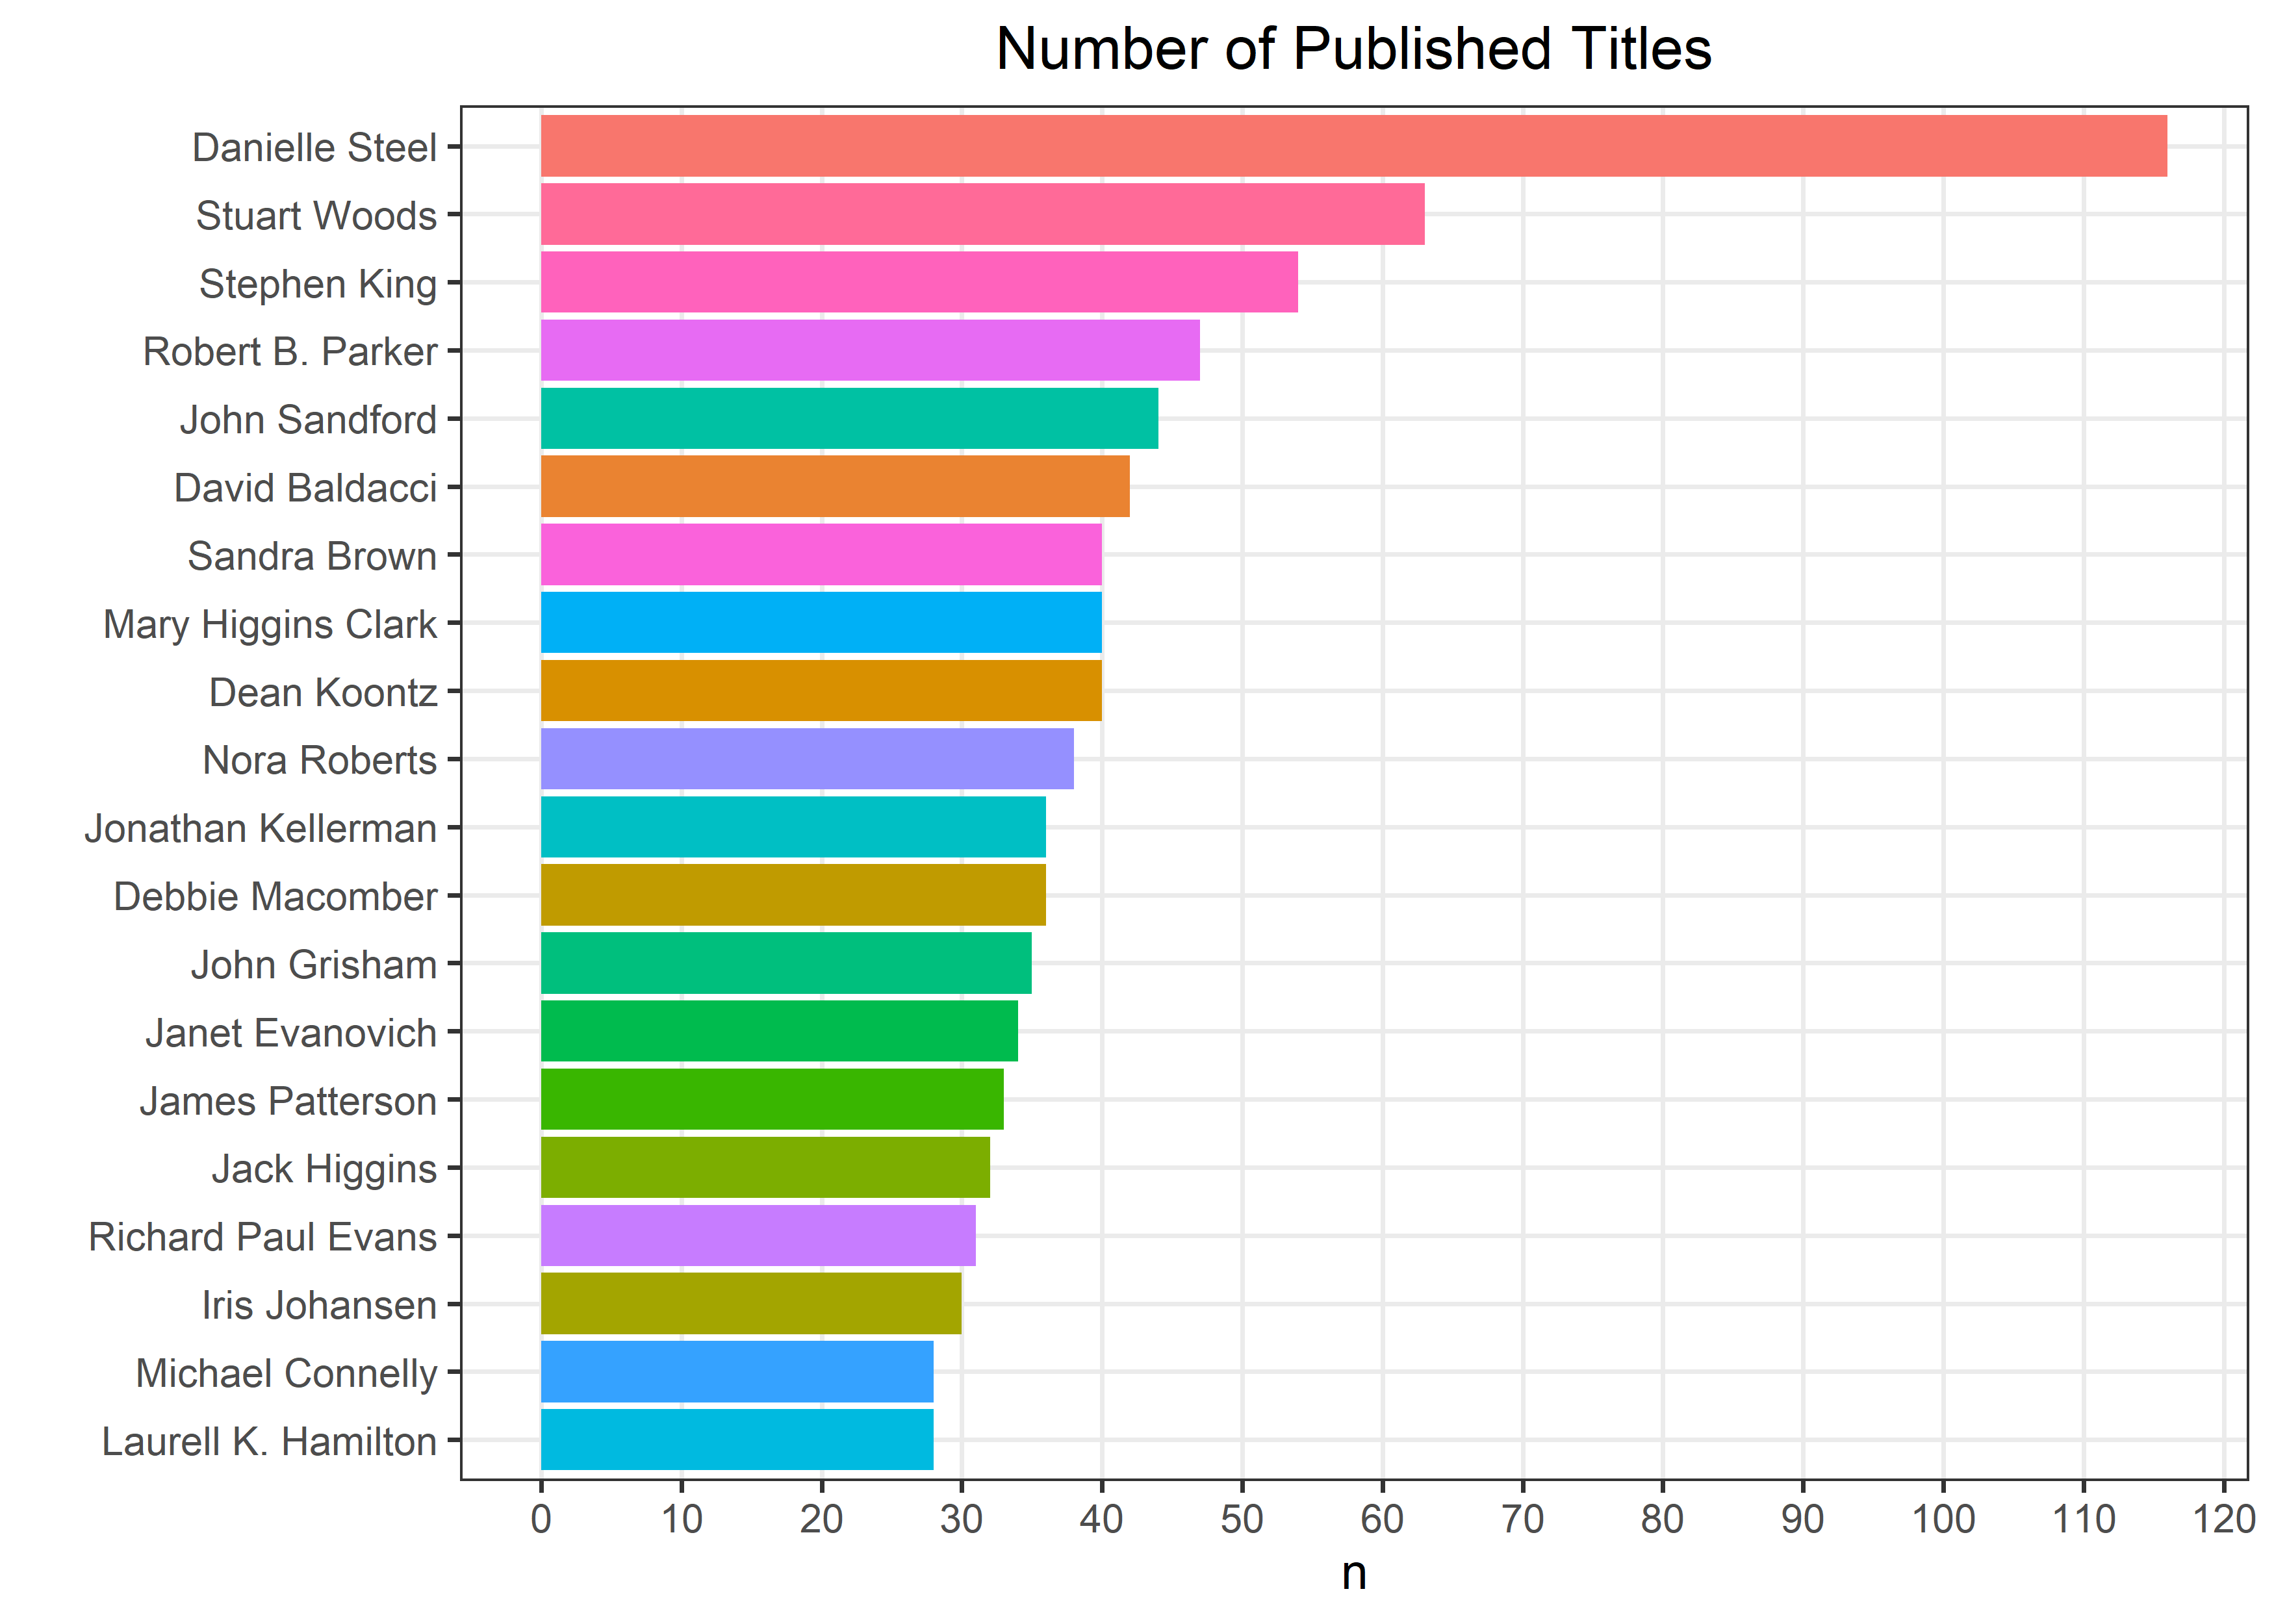 Number of Published Titles
Danielle Steel
Stuart Woods
Stephen King
Robert B. Parker
John Sandford
David Baldacci
Sandra Brown
Mary Higgins Clark
Dean Koontz
Nora Roberts
Jonathan Kellerman
Debbie Macomber
John Grisham
Janet Evanovich
James Patterson
Jack Higgins
Richard Paul Evans
Iris Johansen
Michael Connelly
Laurell K. Hamilton
0 10 20 30 40 50 60 70 80 90 100 110 120
n